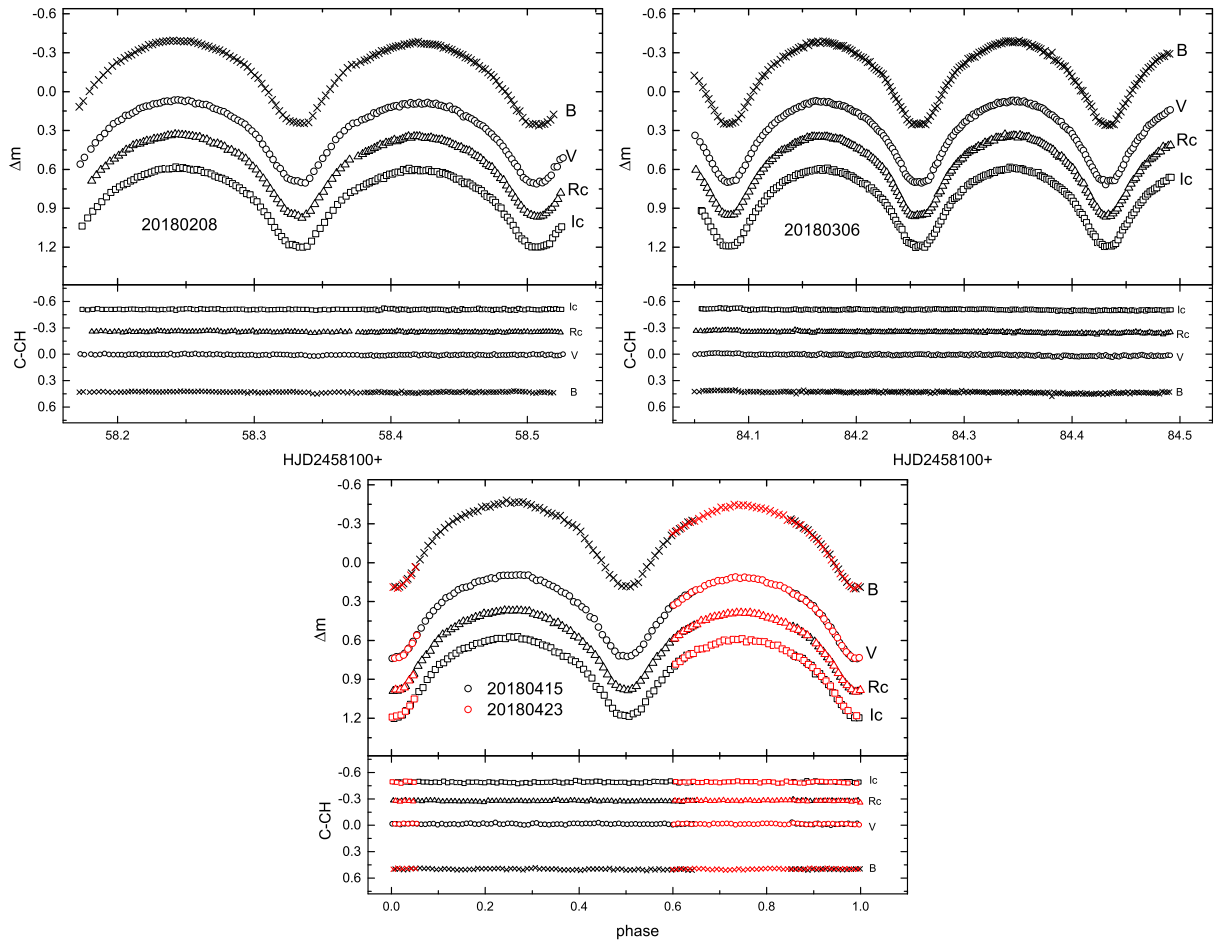 -0.6
-0.3
0.0
0.3
0.6
0.9
1.2
Δm
B
V
Rc
Ic
20180208
-0.6
-0.3
0.0
0.3
0.6
C-CH
Ic
Rc
V
B
58.2
58.3
58.4
58.5
HJD2458100+
-0.6
-0.3
0.0
0.3
0.6
0.9
1.2
Δm
B
V
Rc
Ic
20180306
-0.6
-0.3
0.0
0.3
0.6
C-CH
Ic
Rc
V
B
84.1
84.2
84.3
84.4
84.5
HJD2458100+
-0.6
-0.3
0.0
0.3
0.6
0.9
1.2
Δm
B
V
Rc
Ic
20180415
20180423
-0.6
-0.3
0.0
0.3
0.6
C-CH
Ic
Rc
V
B
0.0
0.2
0.4
0.6
0.8
1.0
phase